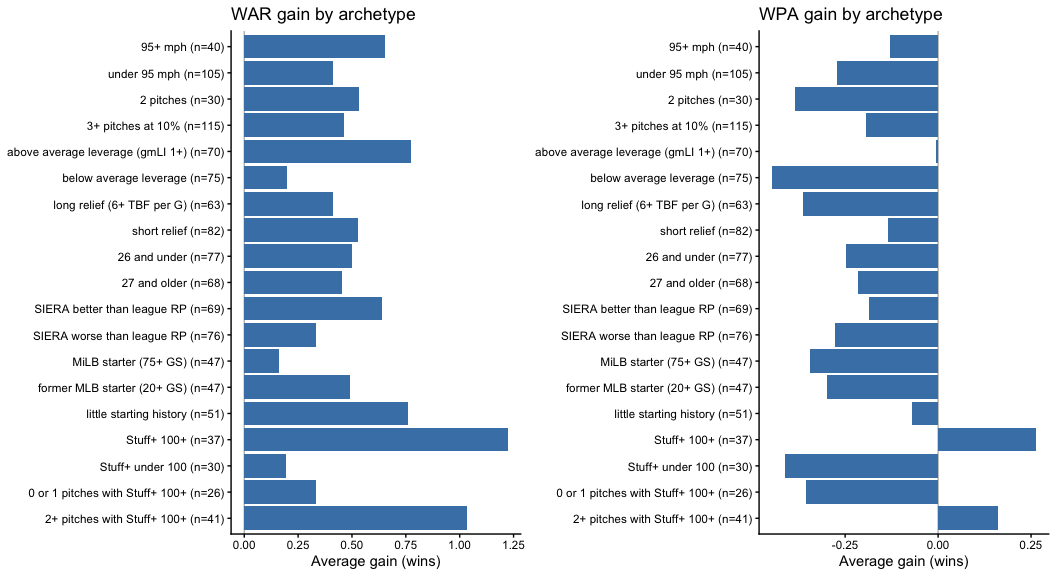 WAR gain by archetype
95+ mph (n=40)
under 95 mph (n=105)
2 pitches (n=30)
3+ pitches at 10% (n=115)
above average leverage (gmLI 1+) (n=70)
below average leverage (n=75)
long relief (6+ TBF per G) (n=63)
short relief (n=82)
26 and under (n=77)
27 and older (n=68)
SIERA better than league RP (n=69)
SIERA worse than league RP (n=76)
MiLB starter (75+ GS) (n=47)
former MLB starter (20+ GS) (n=47)
little starting history (n=51)
Stuff+ 100+ (n=37)
Stuff+ under 100 (n=30)
0 or 1 pitches with Stuff+ 100+ (n=26)
2+ pitches with Stuff+ 100+ (n=41)
0.00 0.25 0.50 0.75 1.00 1.25
Average gain (wins)
WPA gain by archetype
95+ mph (n=40)
under 95 mph (n=105)
2 pitches (n=30)
3+ pitches at 10% (n=115)
above average leverage (gmLI 1+) (n=70)
below average leverage (n=75)
long relief (6+ TBF per G) (n=63)
short relief (n=82)
26 and under (n=77)
27 and older (n=68)
SIERA better than league RP (n=69)
SIERA worse than league RP (n=76)
MiLB starter (75+ GS) (n=47)
former MLB starter (20+ GS) (n=47)
little starting history (n=51)
Stuff+ 100+ (n=37)
Stuff+ under 100 (n=30)
0 or 1 pitches with Stuff+ 100+ (n=26)
2+ pitches with Stuff+ 100+ (n=41)
-0.25 0.00 0.25
Average gain (wins)